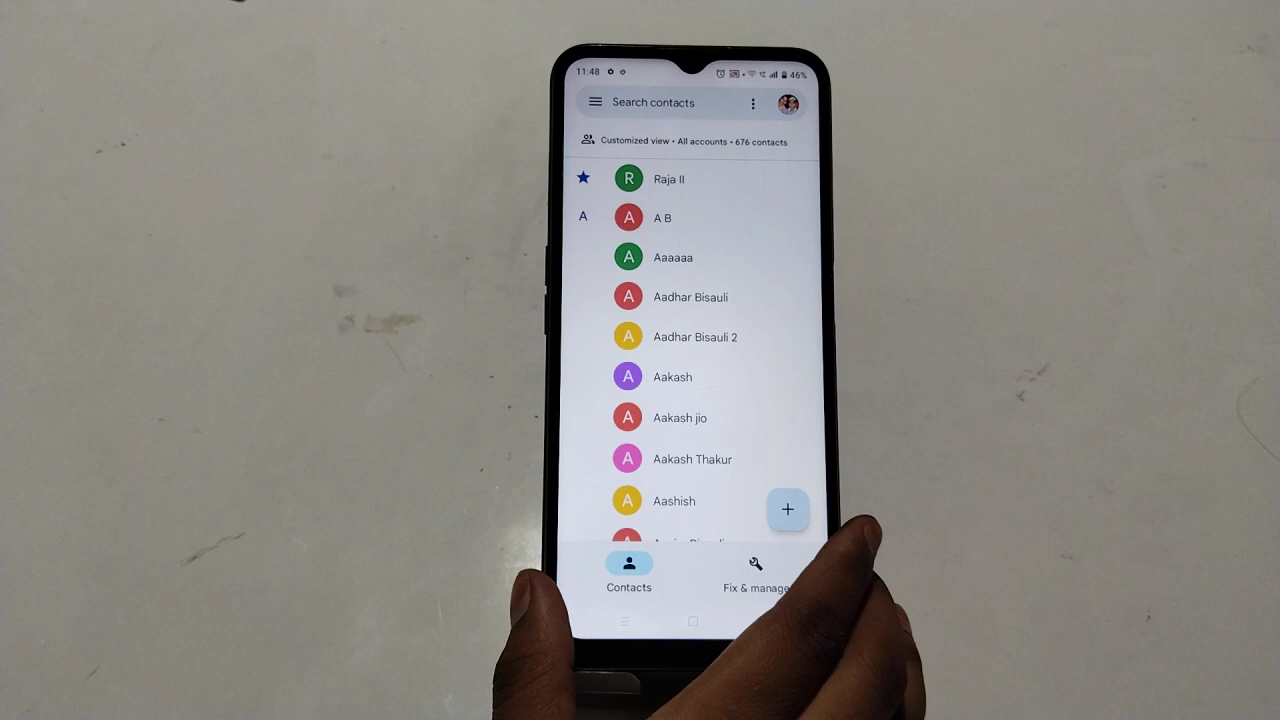 11:48 46%
Search contacts
Customized view • All accounts • 676 contacts
R Raja II
A A A B
A Aaaaaa
A Aadhar Bisauli
A Aadhar Bisauli 2
A Aakash
A Aakash jio
A Aakash Thakur
A Aashish
+
Contacts Fix & manage